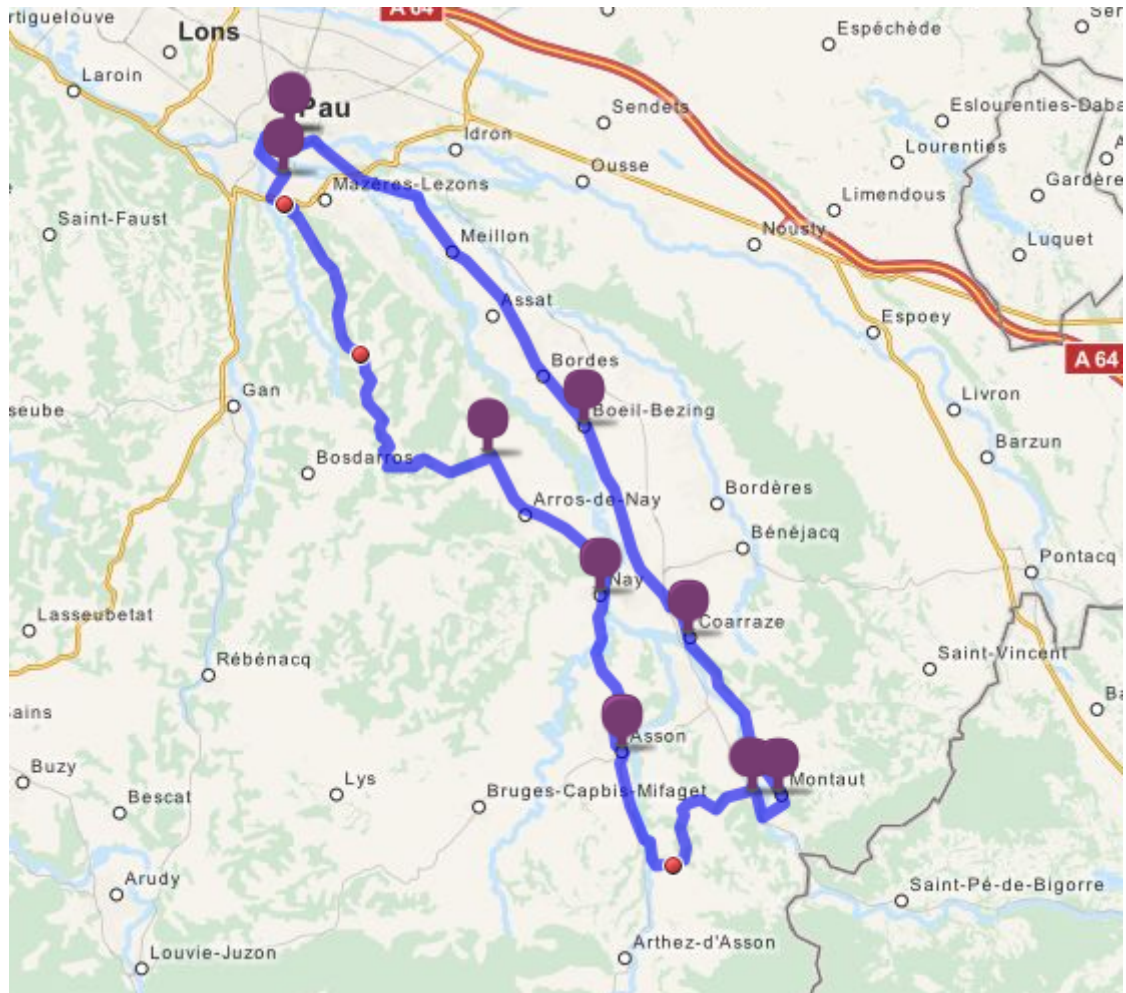 A 64
rtiguelouve
Lons
Espéchède
Laroin
Pau
Sendets
Eslourenties-Daba
Idron
Lourenties
A
Ousse
Mazères-Lezons
Limendous
Gardère
Saint-Faust
Nousty
Luquet
Meillon
Assat
Espoey
A 64
Bordes
Gan
Livron
seube
Boeil-Bezing
Barzun
Bosdarros
Arros-de-Nay
Bordères
Bénéjacq
Pontacq
Nay
Lasseubetat
Coarraze
Rébénacq
Saint-Vincent
Ba
ains
Asson
Buzy
Lys
Montaut
Bescat
Bruges-Capbis-Mifaget
Arudy
Saint-Pé-de-Bigorre
Arthez-d'Asson
Louvie-Juzon